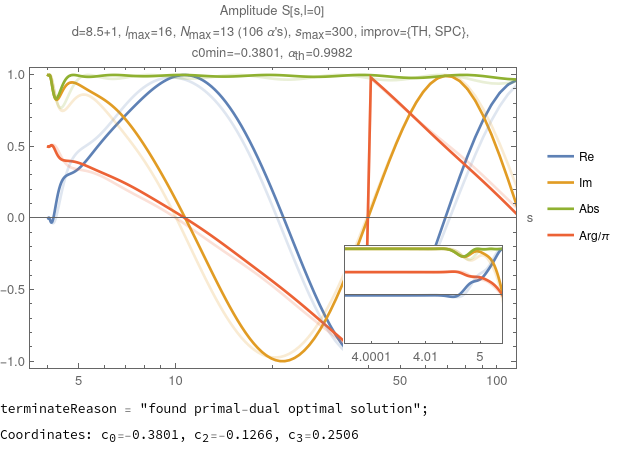 Amplitude S[s,l=0]
d=8.5+1, lmax=16, Nmax=13 (106 α's), smax=300, improv={TH, SPC},
c0min=-0.3801, αth=0.9982
1.0
0.5
0.0
-0.5
-1.0
s
Re
Im
Abs
Arg/π
4.0001 4.01 5
5 10 50 100
terminateReason = "found primal-dual optimal solution";
Coordinates: c0=-0.3801, c2=-0.1266, c3=0.2506